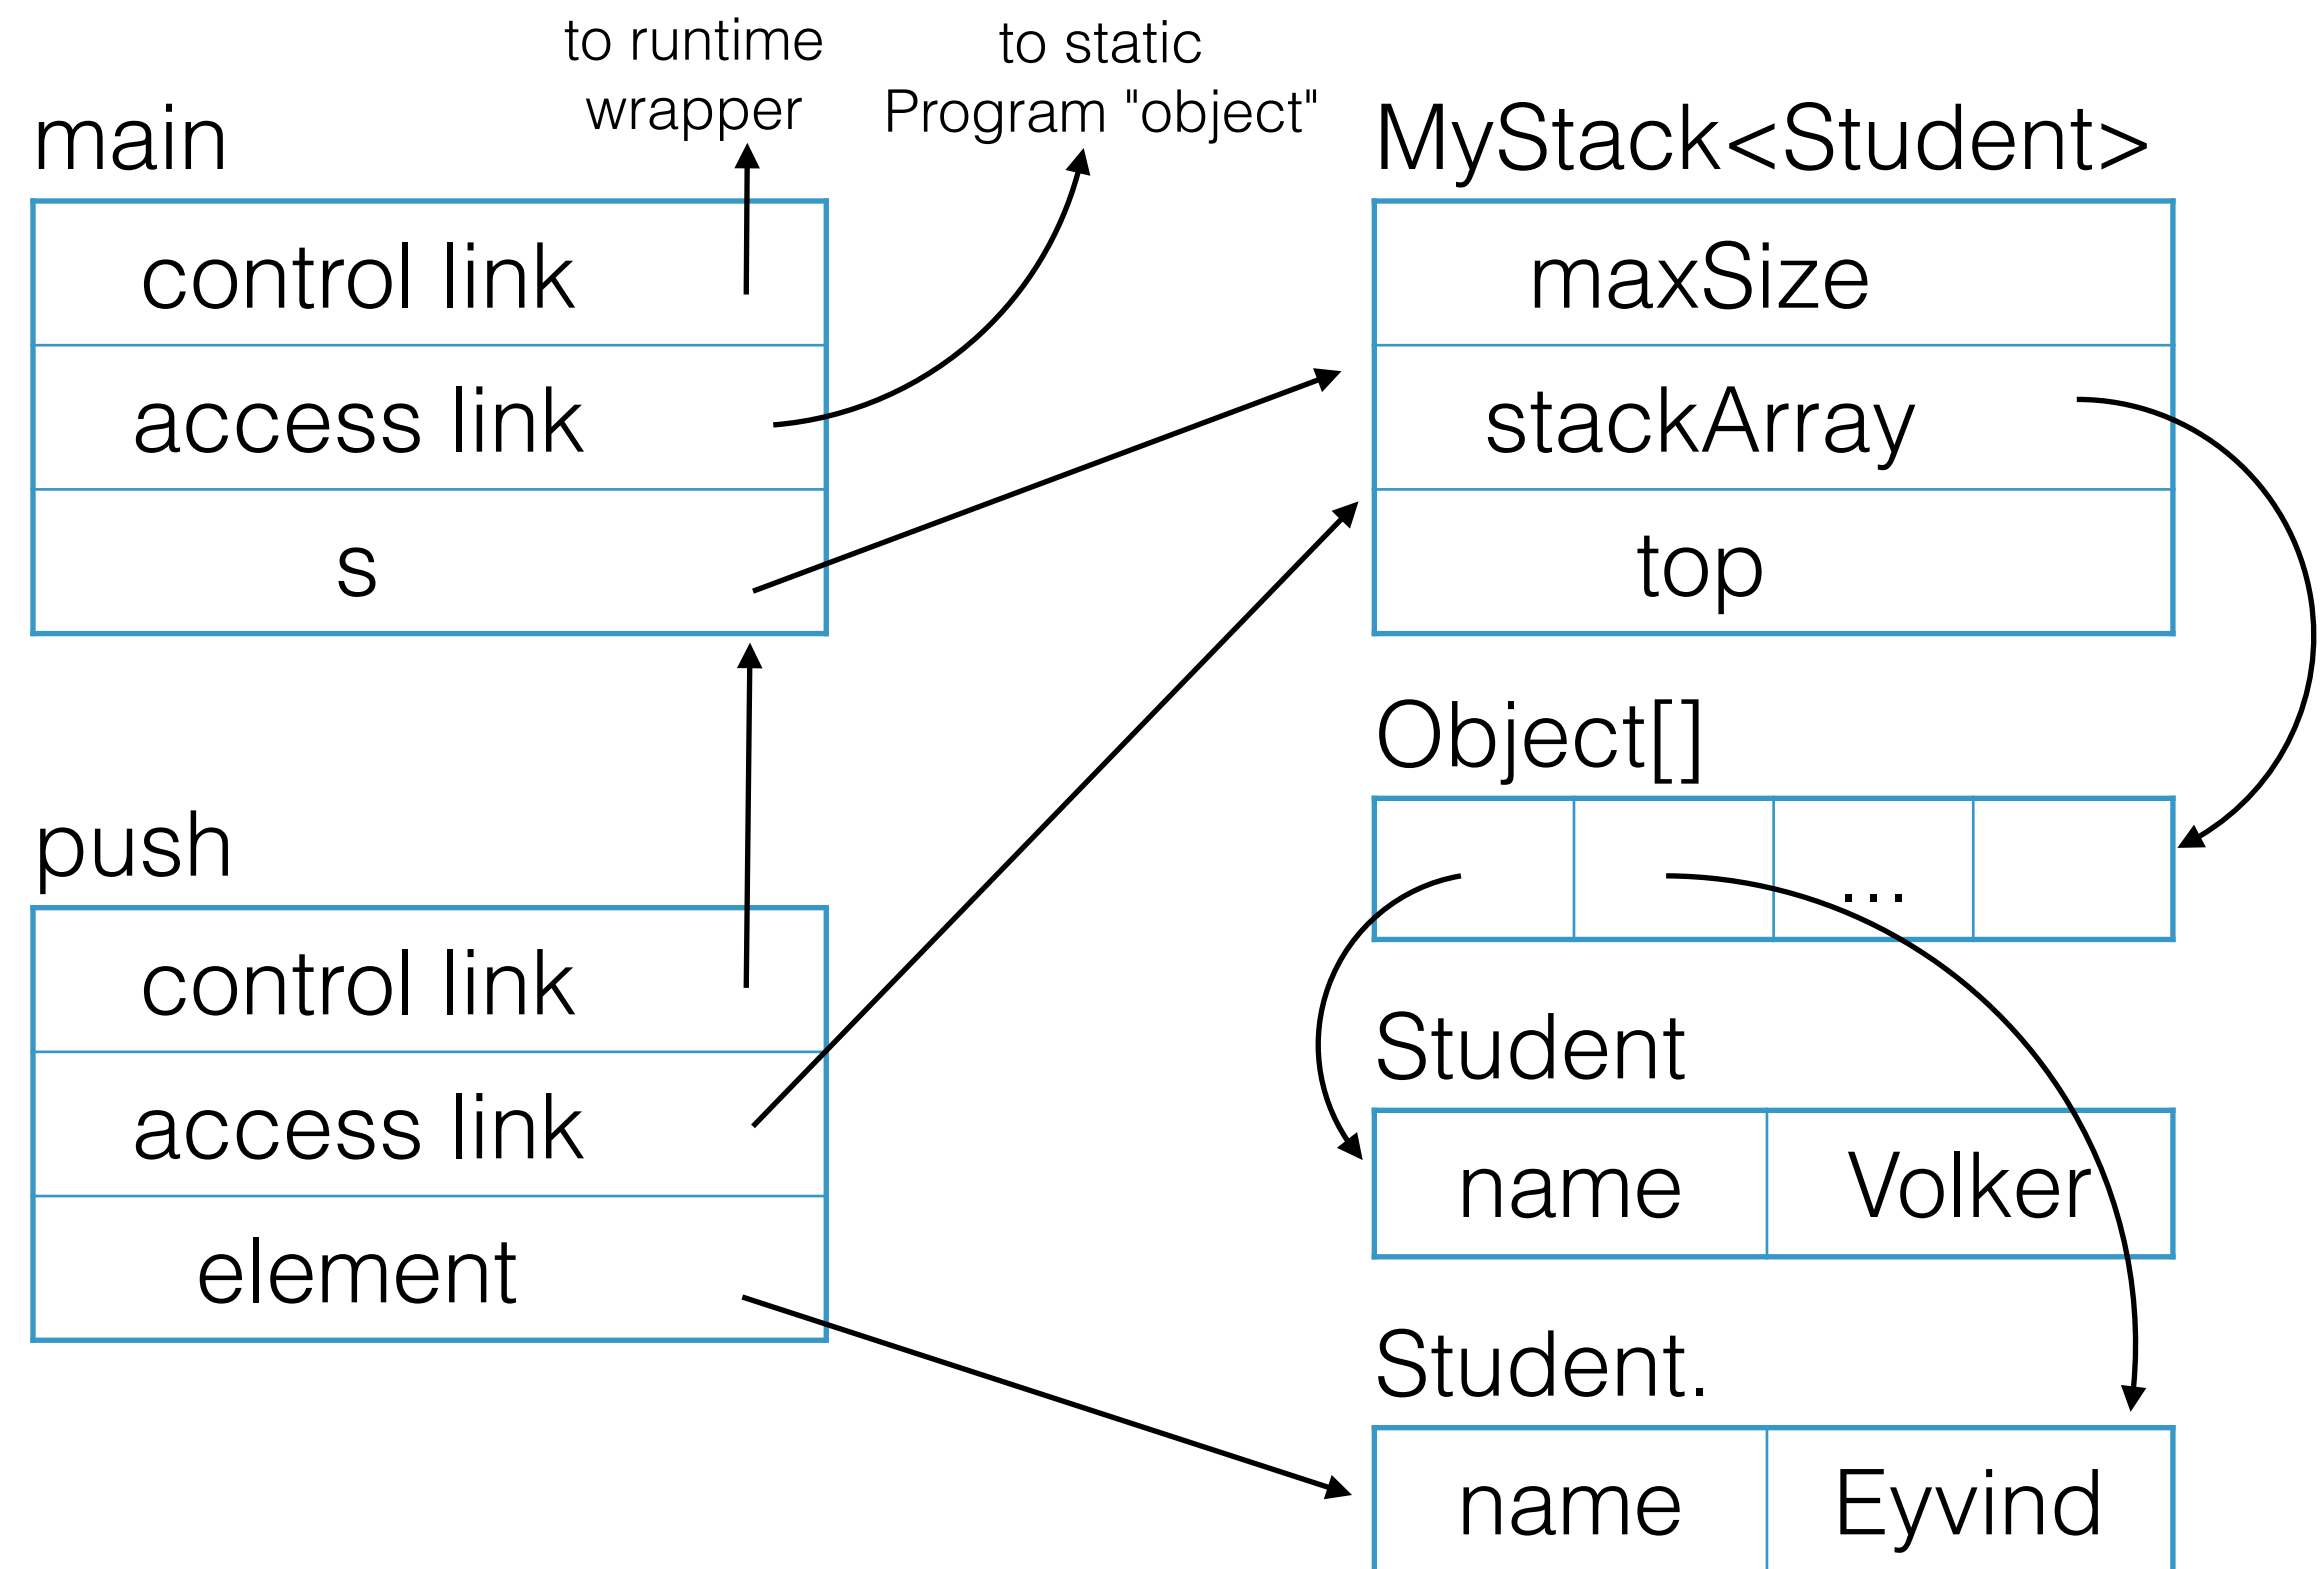 to runtime
wrapper
to static
Program "object"
main
control link
access link
s
push
control link
access link
element
MyStack<Student>
maxSize
stackArray
top
Object[]
...
Student
name Volker
Student.
name Eyvind